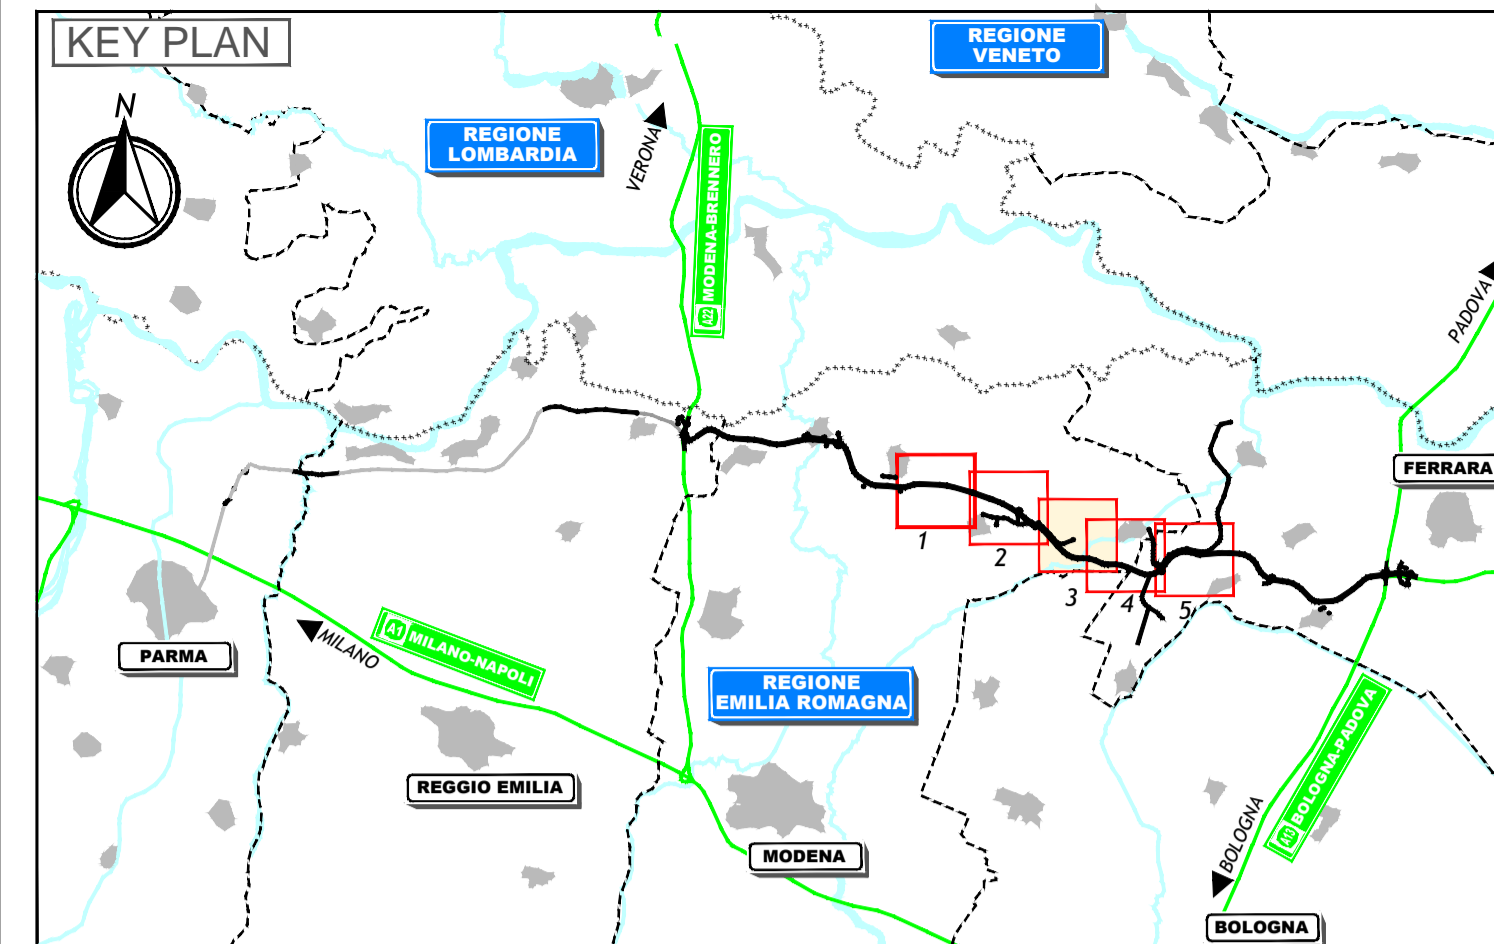 KEY PLAN
N
REGIONE
VENETO
REGIONE
LOMBARDIA
VERONA
A22 MODENA-BRENNERO
PADOVA
FERRARA
1
2
3
4
5
PARMA
MILANO
A1 MILANO-NAPOLI
REGIONE
EMILIA ROMAGNA
REGGIO EMILIA
MODENA
A13 BOLOGNA-PADOVA
BOLOGNA
BOLOGNA